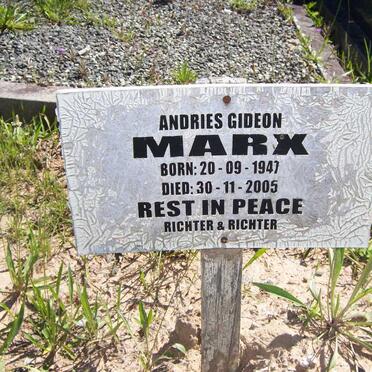 ANDRIES GIDEON
MARX
BORN: 20 - 09 - 1947
DIED: 30 - 11 - 2005
REST IN PEACE
RICHTER & RICHTER